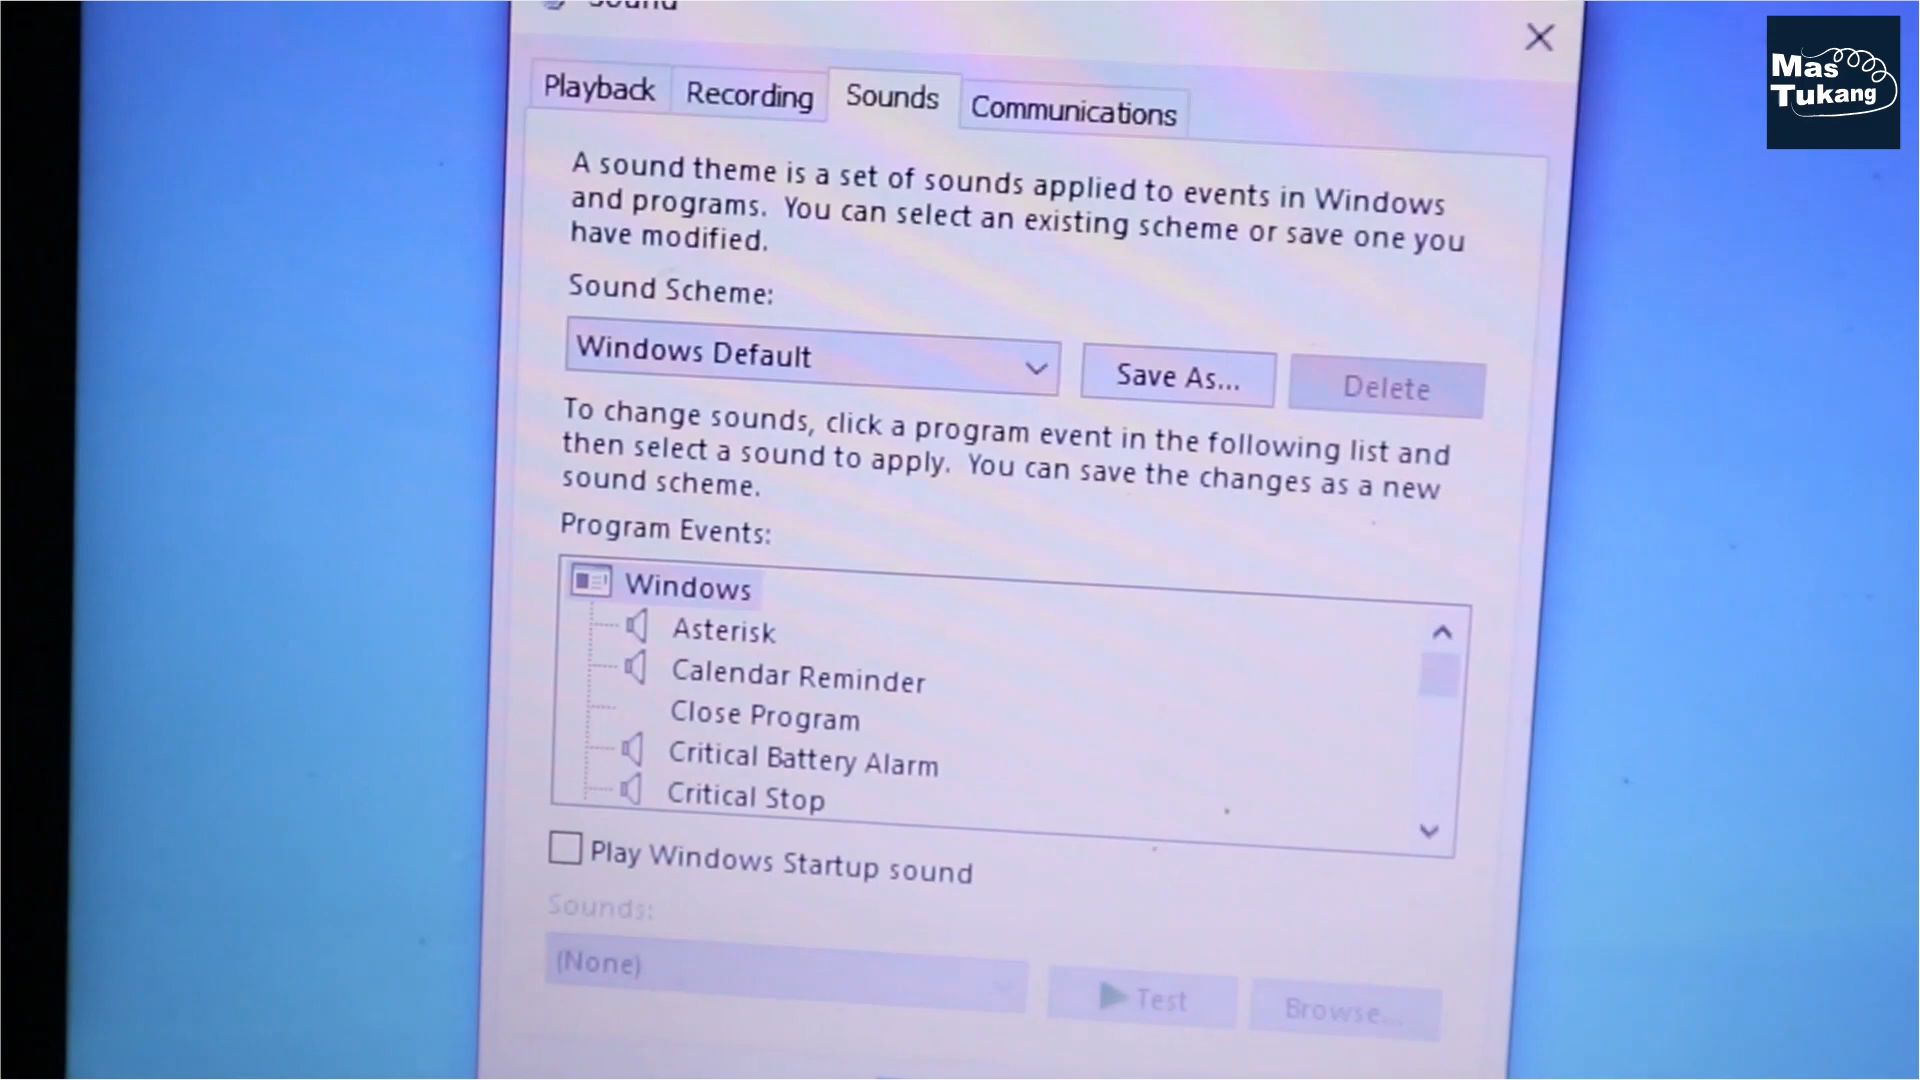 Sound
Mas
Tukang
Playback Recording Sounds Communications
A sound theme is a set of sounds applied to events in Windows
and programs.  You can select an existing scheme or save one you
have modified.
Sound Scheme:
Windows Default Save As... Delete
To change sounds, click a program event in the following list and
then select a sound to apply.  You can save the changes as a new
sound scheme.
Program Events:
Windows
Asterisk
Calendar Reminder
Close Program
Critical Battery Alarm
Critical Stop
Play Windows Startup sound
Sounds:
(None) Test Browse...